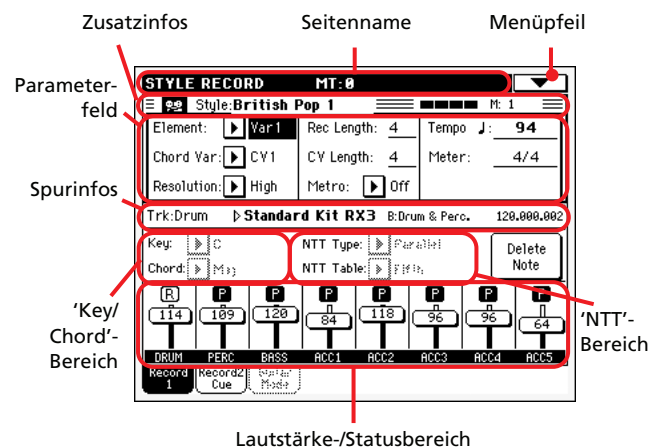 Zusatzinfos Seitenname Menüpfeil
Parameter-
feld
STYLE RECORD MT:0
Style:British Pop 1 M: 1
Element: Var1 Rec Length: 4 Tempo ♩: 94
Chord Var: CV1 CV Length: 4 Meter: 4/4
Resolution: High Metro: Off
Spurinfos
Trk:Drum Standard Kit RX3 B:Drum & Perc. 120.000.002
Key: C NTT Type: Parallel Delete
Chord: Maj NTT Table: Fifth Note
R P P P P P P P
114 109 120 84 118 96 96 64
DRUM PERC BASS ACC1 ACC2 ACC3 ACC4 ACC5
Record Record2 Guitar
1 Cue Mode
'Key/
Chord'-
Bereich
'NTT'-
Bereich
Lautstärke-/Statusbereich